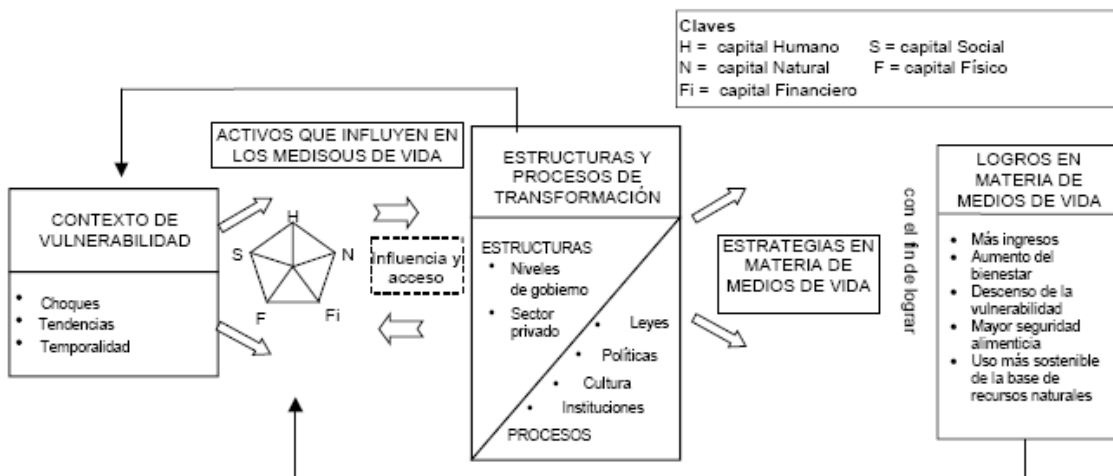 Claves
H = capital Humano S = capital Social
N = capital Natural F = capital Físico
Fi = capital Financiero
ACTIVOS QUE INFLUYEN EN
LOS MEDISOUS DE VIDA
CONTEXTO DE
VULNERABILIDAD
• Choques
• Tendencias
• Temporalidad
H
S
N
F
Fi
Influencia y
acceso
ESTRUCTURAS Y
PROCESOS DE
TRANSFORMACIÓN
ESTRUCTURAS
• Niveles
de gobierno
• Sector
privado
• Leyes
• Políticas
• Cultura
• Instituciones
PROCESOS
ESTRATEGIAS EN
MATERIA DE
MEDIOS DE VIDA
con el fin de lograr
LOGROS EN
MATERIA DE
MEDIOS DE VIDA
• Más ingresos
• Aumento del
bienestar
• Descenso de la
vulnerabilidad
• Mayor seguridad
alimenticia
• Uso más sostenible
de la base de
recursos naturales